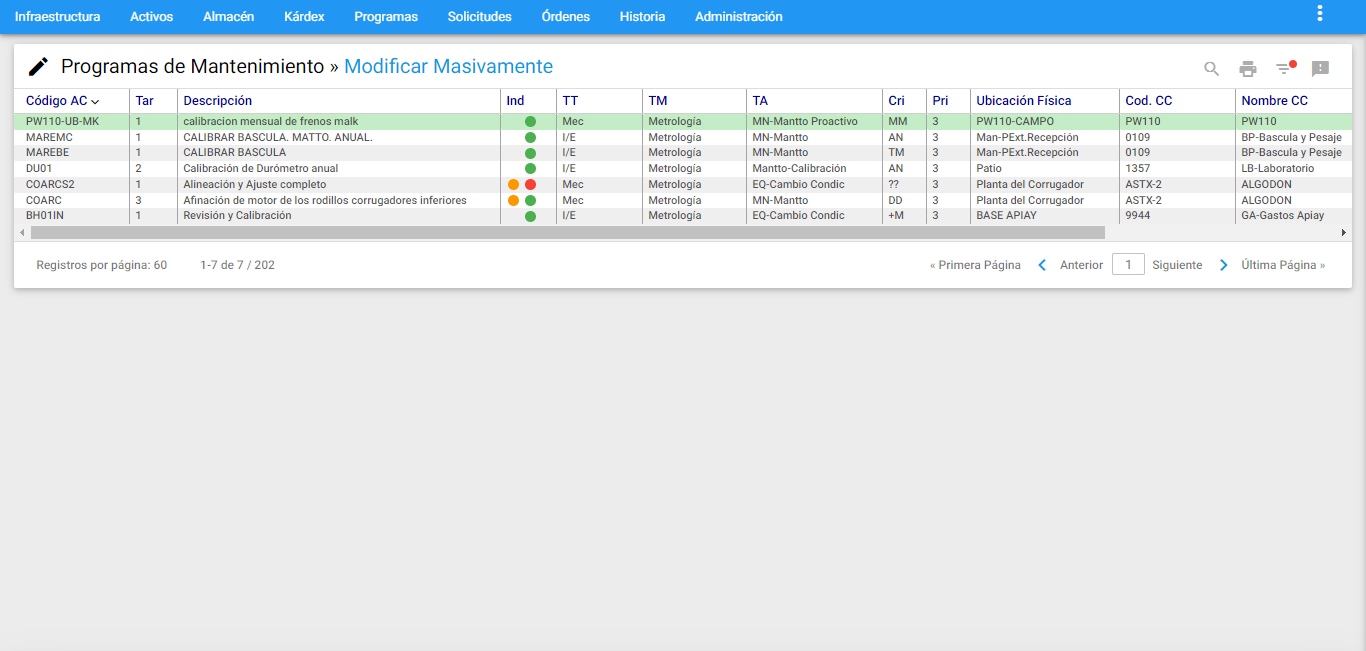 Infraestructura Activos Almacén Kárdex Programas Solicitudes Órdenes Historia Administración
Programas de Mantenimiento » Modificar Masivamente
Código AC Tar Descripción Ind TT TM TA Cri Pri Ubicación Física Cod. CC Nombre CC
PW110-UB-MK 1 calibracion mensual de frenos malk Mec Metrología MN-Mantto Proactivo MM 3 PW110-CAMPO PW110 PW110
MAREMC 1 CALIBRAR BASCULA. MATTO. ANUAL. I/E Metrología MN-Mantto AN 3 Man-PExt.Recepción 0109 BP-Bascula y Pesaje
MAREBE 1 CALIBRAR BASCULA I/E Metrología MN-Mantto TM 3 Man-PExt.Recepción 0109 BP-Bascula y Pesaje
DU01 2 Calibración de Durómetro anual I/E Metrología Mantto-Calibración AN 3 Patio 1357 LB-Laboratorio
COARCS2 1 Alineación y Ajuste completo Mec Metrología EQ-Cambio Condic ?? 3 Planta del Corrugador ASTX-2 ALGODON
COARC 3 Afinación de motor de los rodillos corrugadores inferiores Mec Metrología MN-Mantto DD 3 Planta del Corrugador ASTX-2 ALGODON
BH01IN 1 Revisión y Calibración I/E Metrología EQ-Cambio Condic +M 3 BASE APIAY 9944 GA-Gastos Apiay
Registros por página: 60 1-7 de 7 / 202 « Primera Página Anterior 1 Siguiente Última Página »